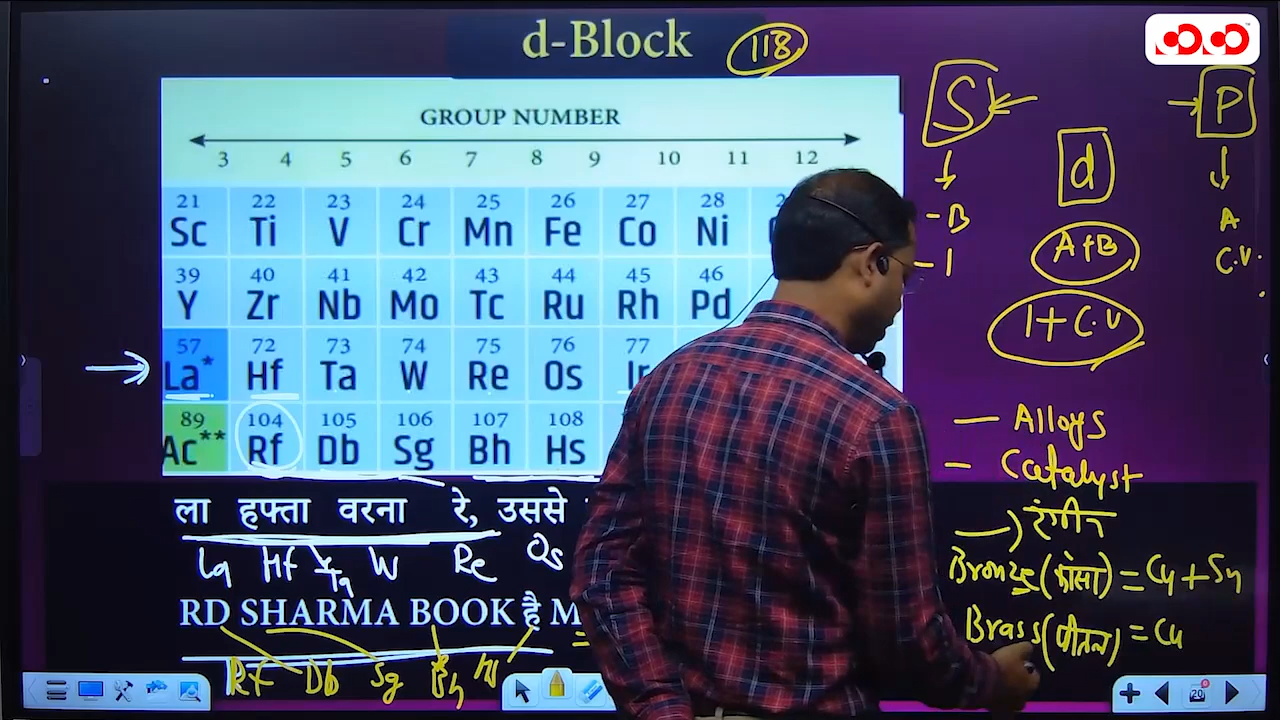 d-Block
118
GROUP NUMBER
3 4 5 6 7 8 9 10 11 12
21 22 23 24 25 26 27 28
Sc Ti V Cr Mn Fe Co Ni
39 40 41 42 43 44 45 46
Y Zr Nb Mo Tc Ru Rh Pd
57 72 73 74 75 76 77
La* Hf Ta W Re Os Ir
89 104 105 106 107 108
Ac** Rf Db Sg Bh Hs
ला हफ्ता वरना रे, उससे
La Hf Ta W Re Os
RD SHARMA BOOK है M
Rf Db Sg Bh Hs
S P
d
- B A
- 1 C.V.
A+B
1+C.V
— Alloys
— Catalyst
रंगीन
Bronze (कांसा) = Cu + Sn
Brass (पीतल) = Cu
20